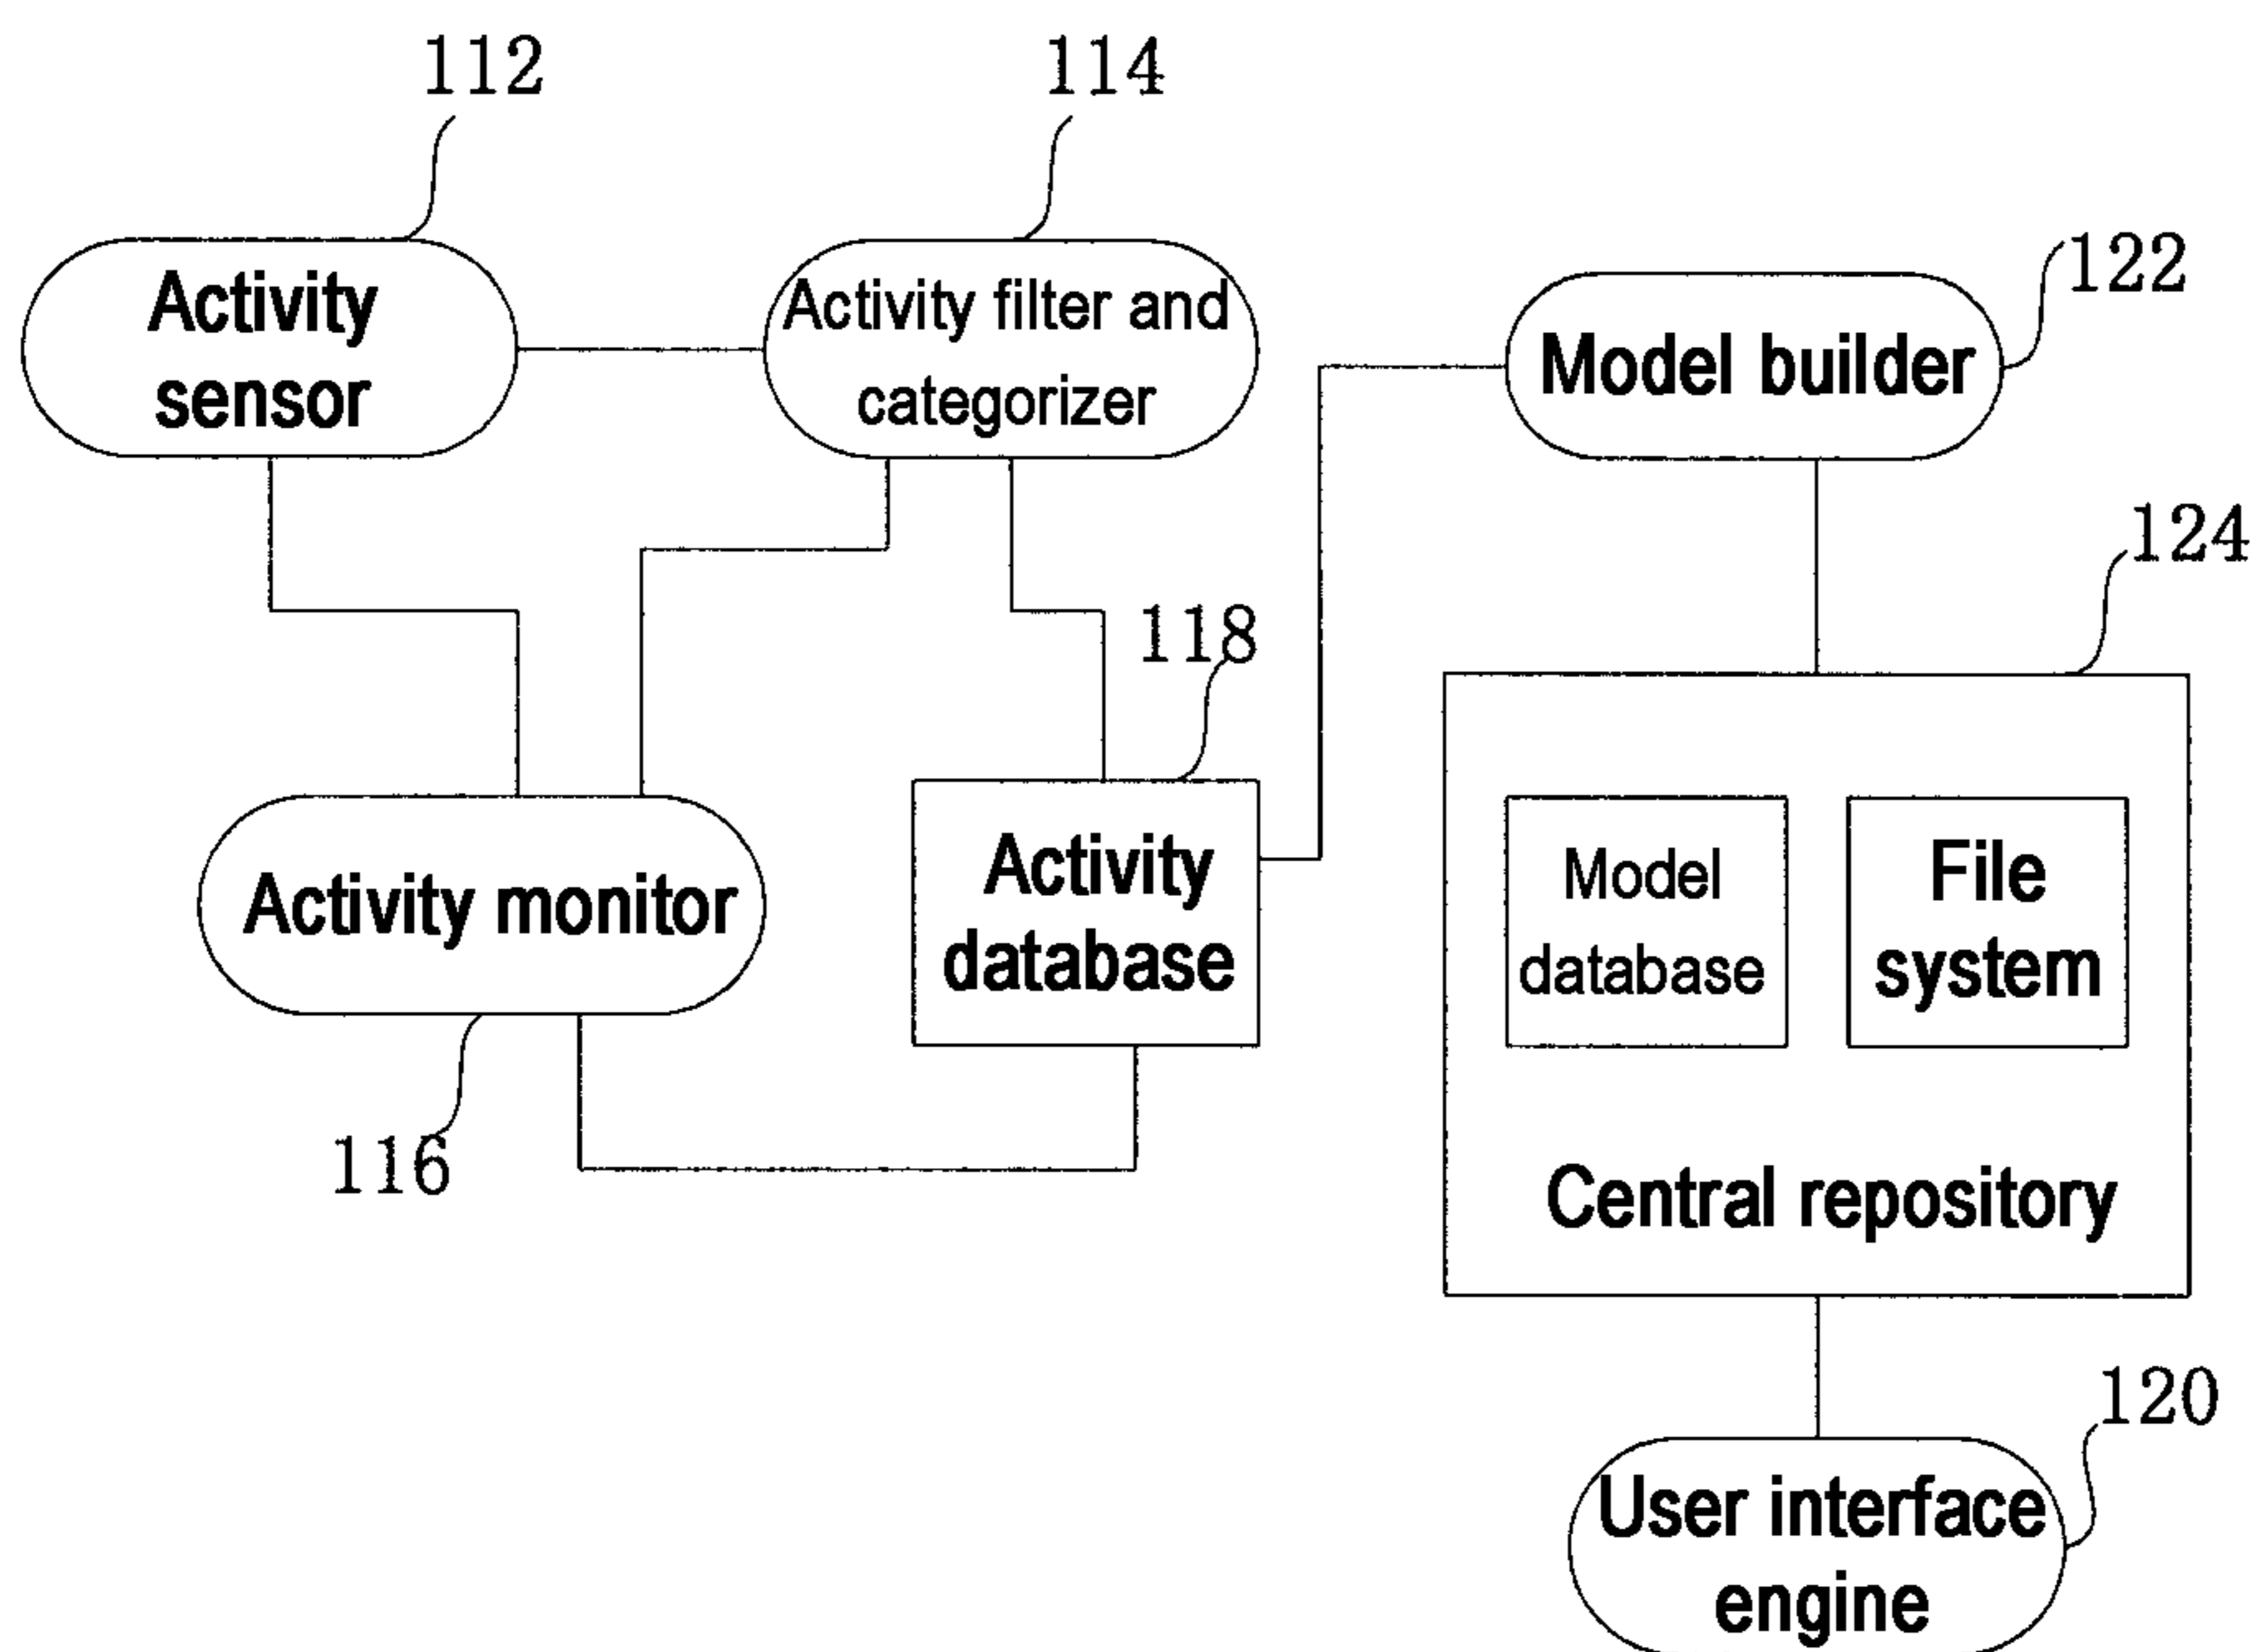 112
114
Activity
sensor
Activity filter and
categorizer
122
Model builder
124
118
Activity monitor
116
Activity
database
Model
database
File
system
Central repository
120
User interface
engine